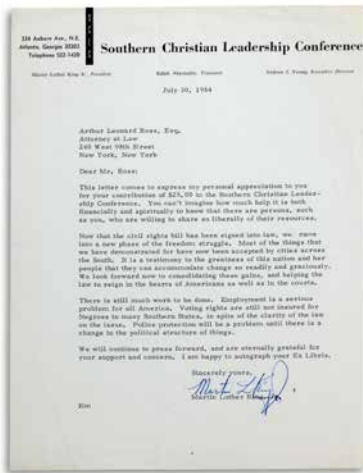 334 Auburn Ave., N.E.
Atlanta, Georgia 30303
Telephone 522-1420
Southern Christian Leadership Conference
Martin Luther King Jr., President
Ralph Abernathy, Treasurer
Andrew J. Young, Executive Director
July 30, 1964
Arthur Leonard Ross, Esq.
Attorney at Law
240 West 98th Street
New York, New York
Dear Mr. Ross:
This letter comes to express my personal appreciation to you
for your contribution of $25.00 to the Southern Christian Leader-
ship Conference. You can't imagine how much help it is both
financially and spiritually to know that there are persons, such
as you, who are willing to share so liberally of their resources.
Now that the civil rights bill has been signed into law, we move
into a new phase of the freedom struggle. Most of the things that
we have demonstrated for have now been accepted by cities across
the South. It is a testimony to the greatness of this nation and her
people that they can accommodate change so readily and graciously.
We look forward now to consolidating these gains, and helping the
law to reign in the hearts of Americans as well as in the courts.
There is still much work to be done. Employment is a serious
problem for all America. Voting rights are still not insured for
Negroes in many Southern States, in spite of the clarity of the law
on the issue. Police protection will be a problem until there is a
change in the political structure of things.
We will continue to press forward, and are eternally grateful for
your support and concern. I am happy to autograph your Ex Libris.
Sincerely yours,
Martin Luther King, Jr.